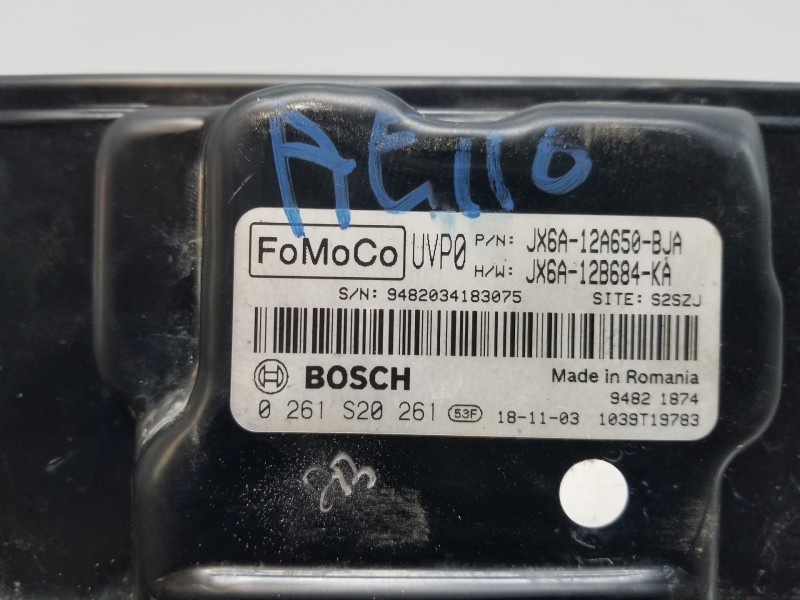 AE110
FoMoCo UVP0 P/N: JX6A-12A650-BJA
H/W: JX6A-12B684-KA
S/N: 9482034183075 SITE: S2SZJ
BOSCH Made in Romania
9482 1874
0 261 S20 261 53F 18-11-03 1039T19783